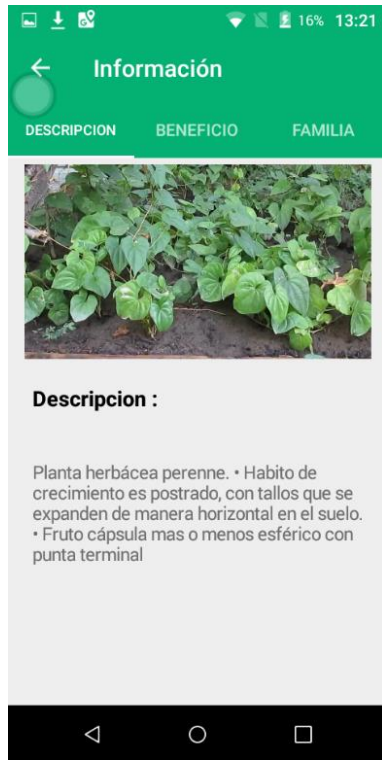 16% 13:21
Información
DESCRIPCION BENEFICIO FAMILIA
Descripcion :
Planta herbácea perenne. • Habito de
crecimiento es postrado, con tallos que se
expanden de manera horizontal en el suelo.
• Fruto cápsula mas o menos esférico con
punta terminal